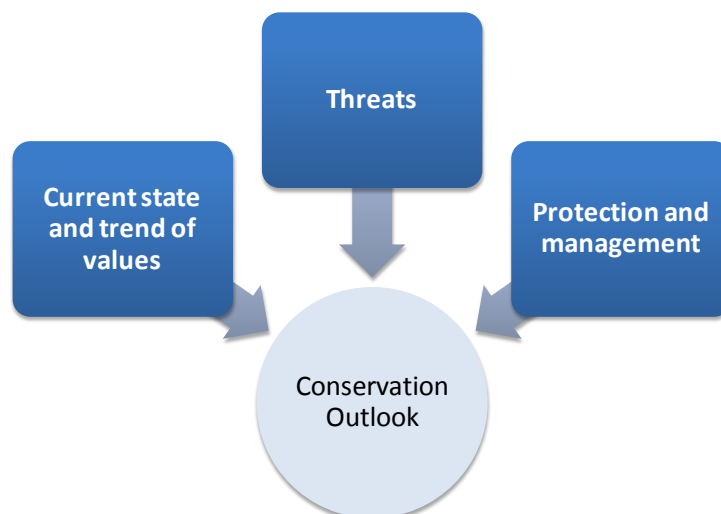 Threats
Current state
and trend of
values
Protection and
management
Conservation
Outlook